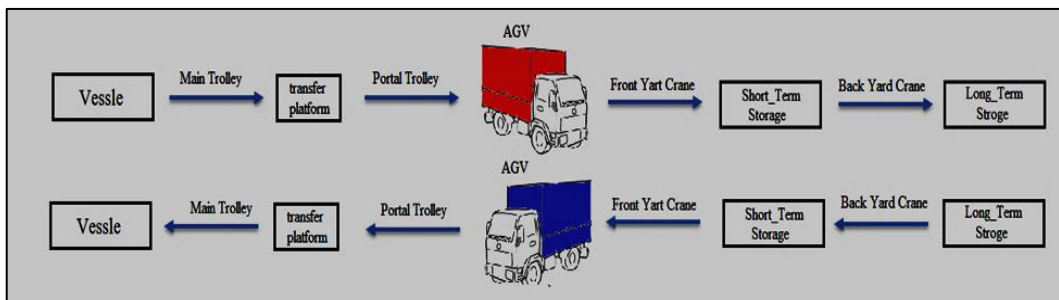 AGV
Main Trolley
Portal Trolley
Front Yart Crane
Back Yard Crane
Vessle
transfer
platform
Short_Term
Storage
Long_Term
Stroge
AGV
Main Trolley
Portal Trolley
Front Yart Crane
Back Yard Crane
Vessle
transfer
platform
Short_Term
Storage
Long_Term
Stroge